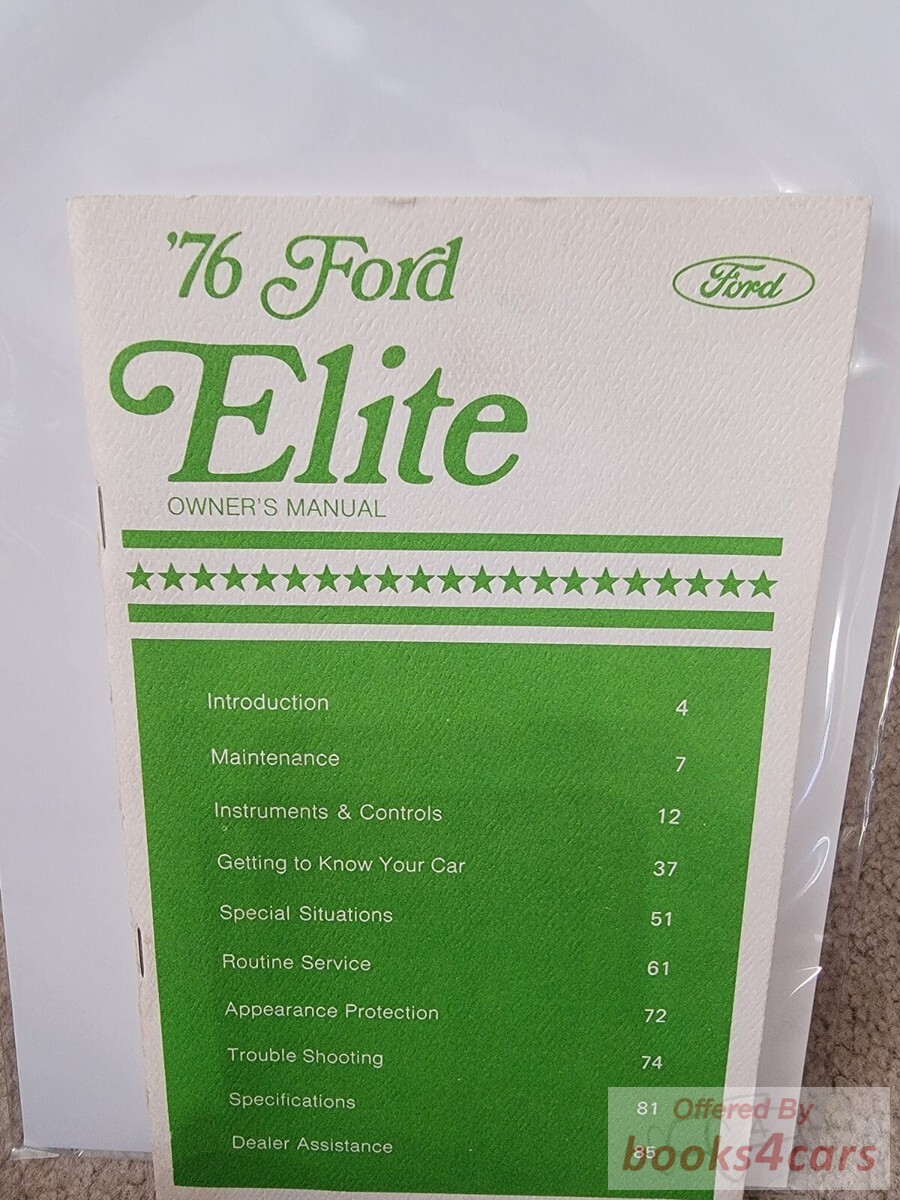 '76 Ford
Ford
Elite
OWNER'S MANUAL
Introduction 4
Maintenance 7
Instruments & Controls 12
Getting to Know Your Car 37
Special Situations 51
Routine Service 61
Appearance Protection 72
Trouble Shooting 74
Specifications 81
Dealer Assistance 85
Offered By
books4cars